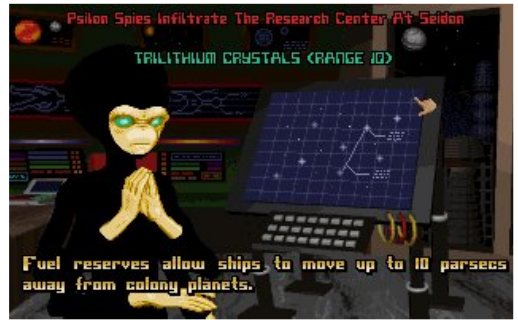 Psilon Spies Infiltrate The Research Center At Seidon
TRILITHIUM CRYSTALS (RANGE 10)
Fuel reserves allow ships to move up to 10 parsecs
away from colony planets.